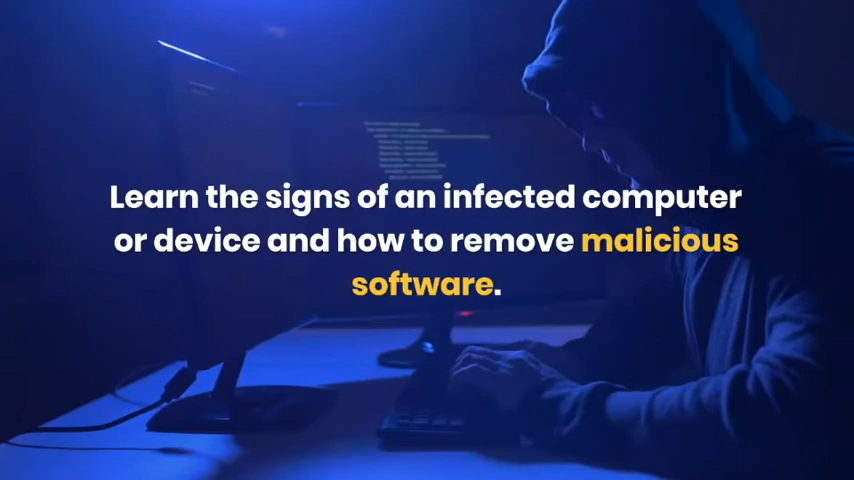 Learn the signs of an infected computer
or device and how to remove malicious
software.